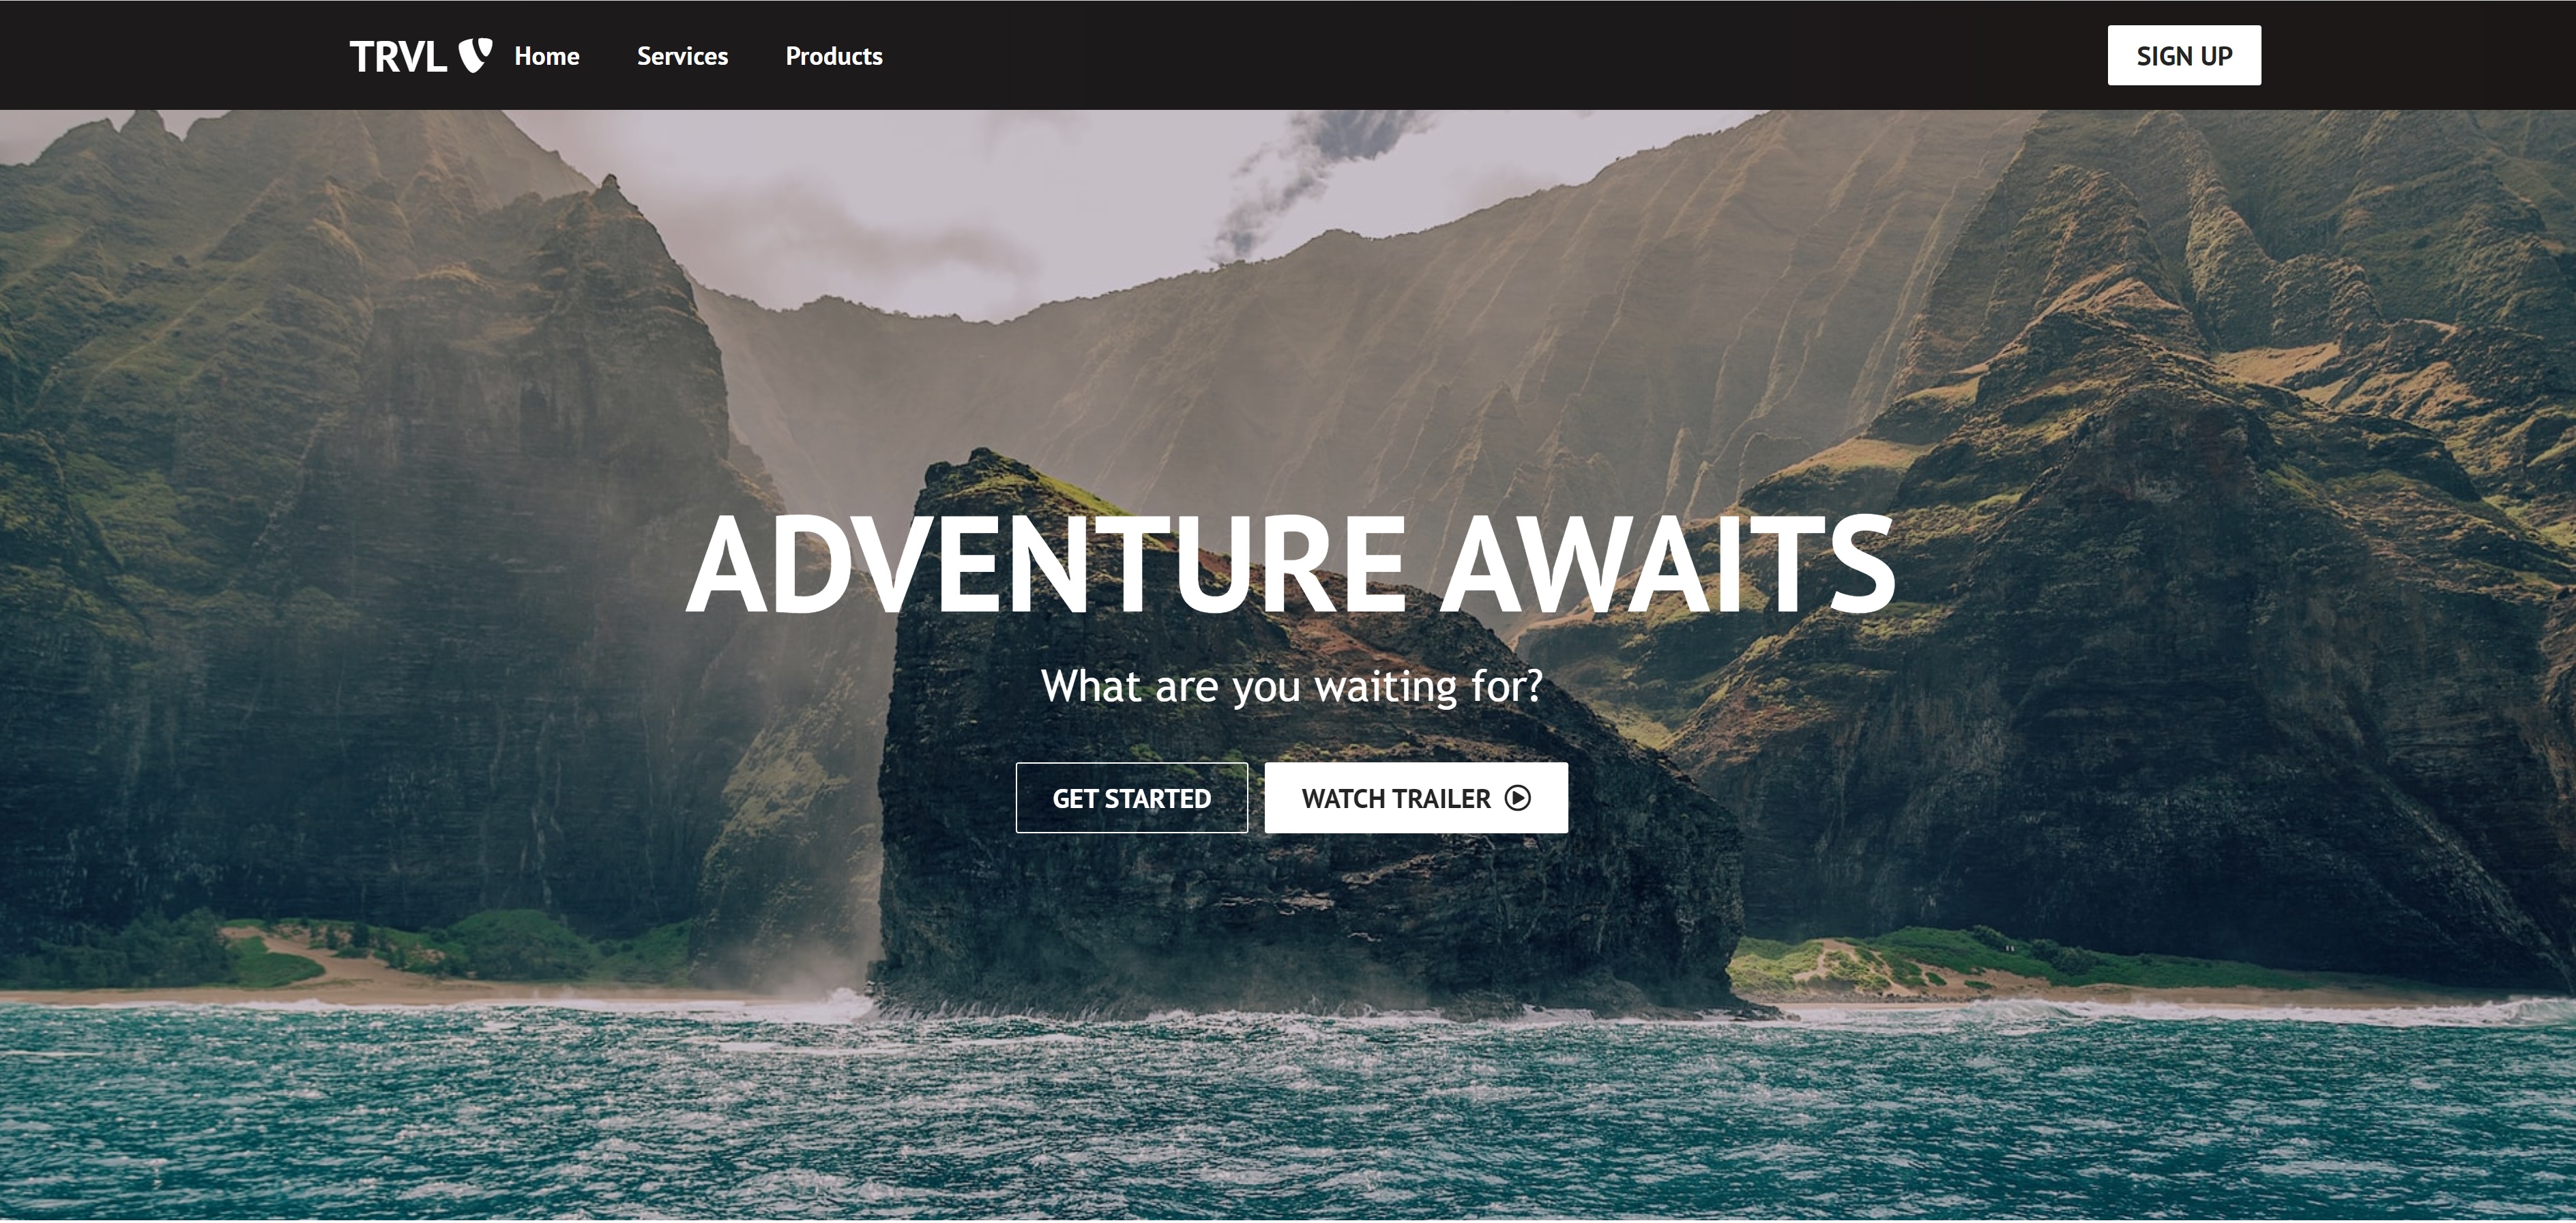 TRVL Home Services Products SIGN UP
ADVENTURE AWAITS
What are you waiting for?
GET STARTED WATCH TRAILER